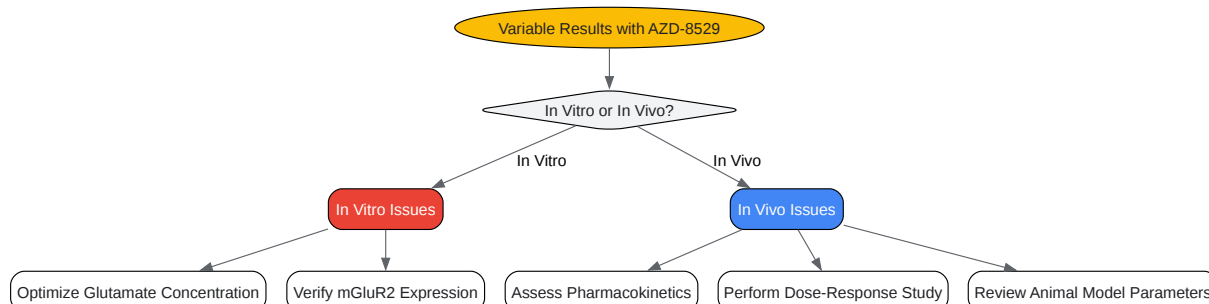 Variable Results with AZD-8529
In Vitro or In Vivo?
In Vitro
In Vivo
In Vitro Issues
In Vivo Issues
Optimize Glutamate Concentration
Verify mGluR2 Expression
Assess Pharmacokinetics
Perform Dose-Response Study
Review Animal Model Parameters